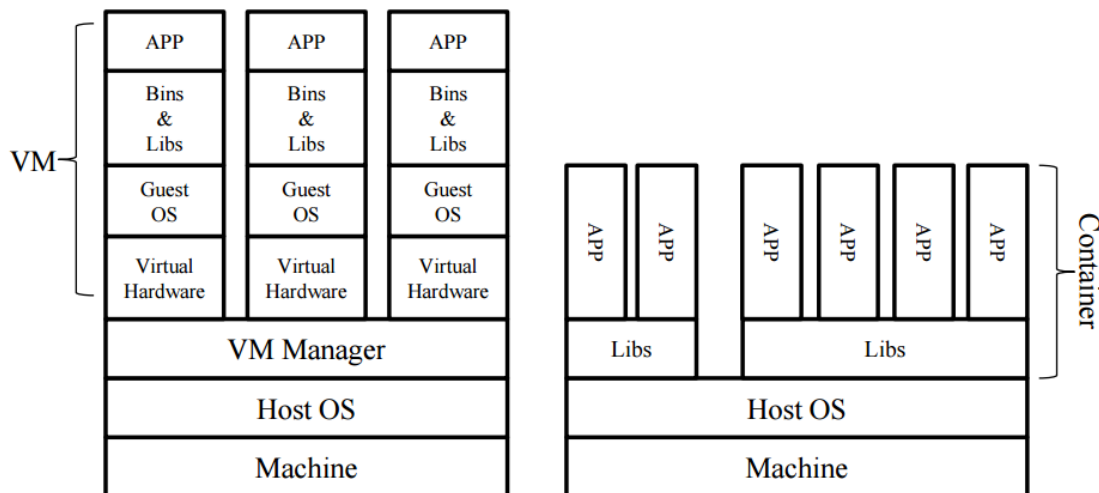 VM
APP
Bins
&
Libs
Guest
OS
Virtual
Hardware
APP
Bins
&
Libs
Guest
OS
Virtual
Hardware
APP
Bins
&
Libs
Guest
OS
Virtual
Hardware
VM Manager
Host OS
Machine
APP
APP
APP
APP
APP
APP
Libs
Libs
Container
Host OS
Machine